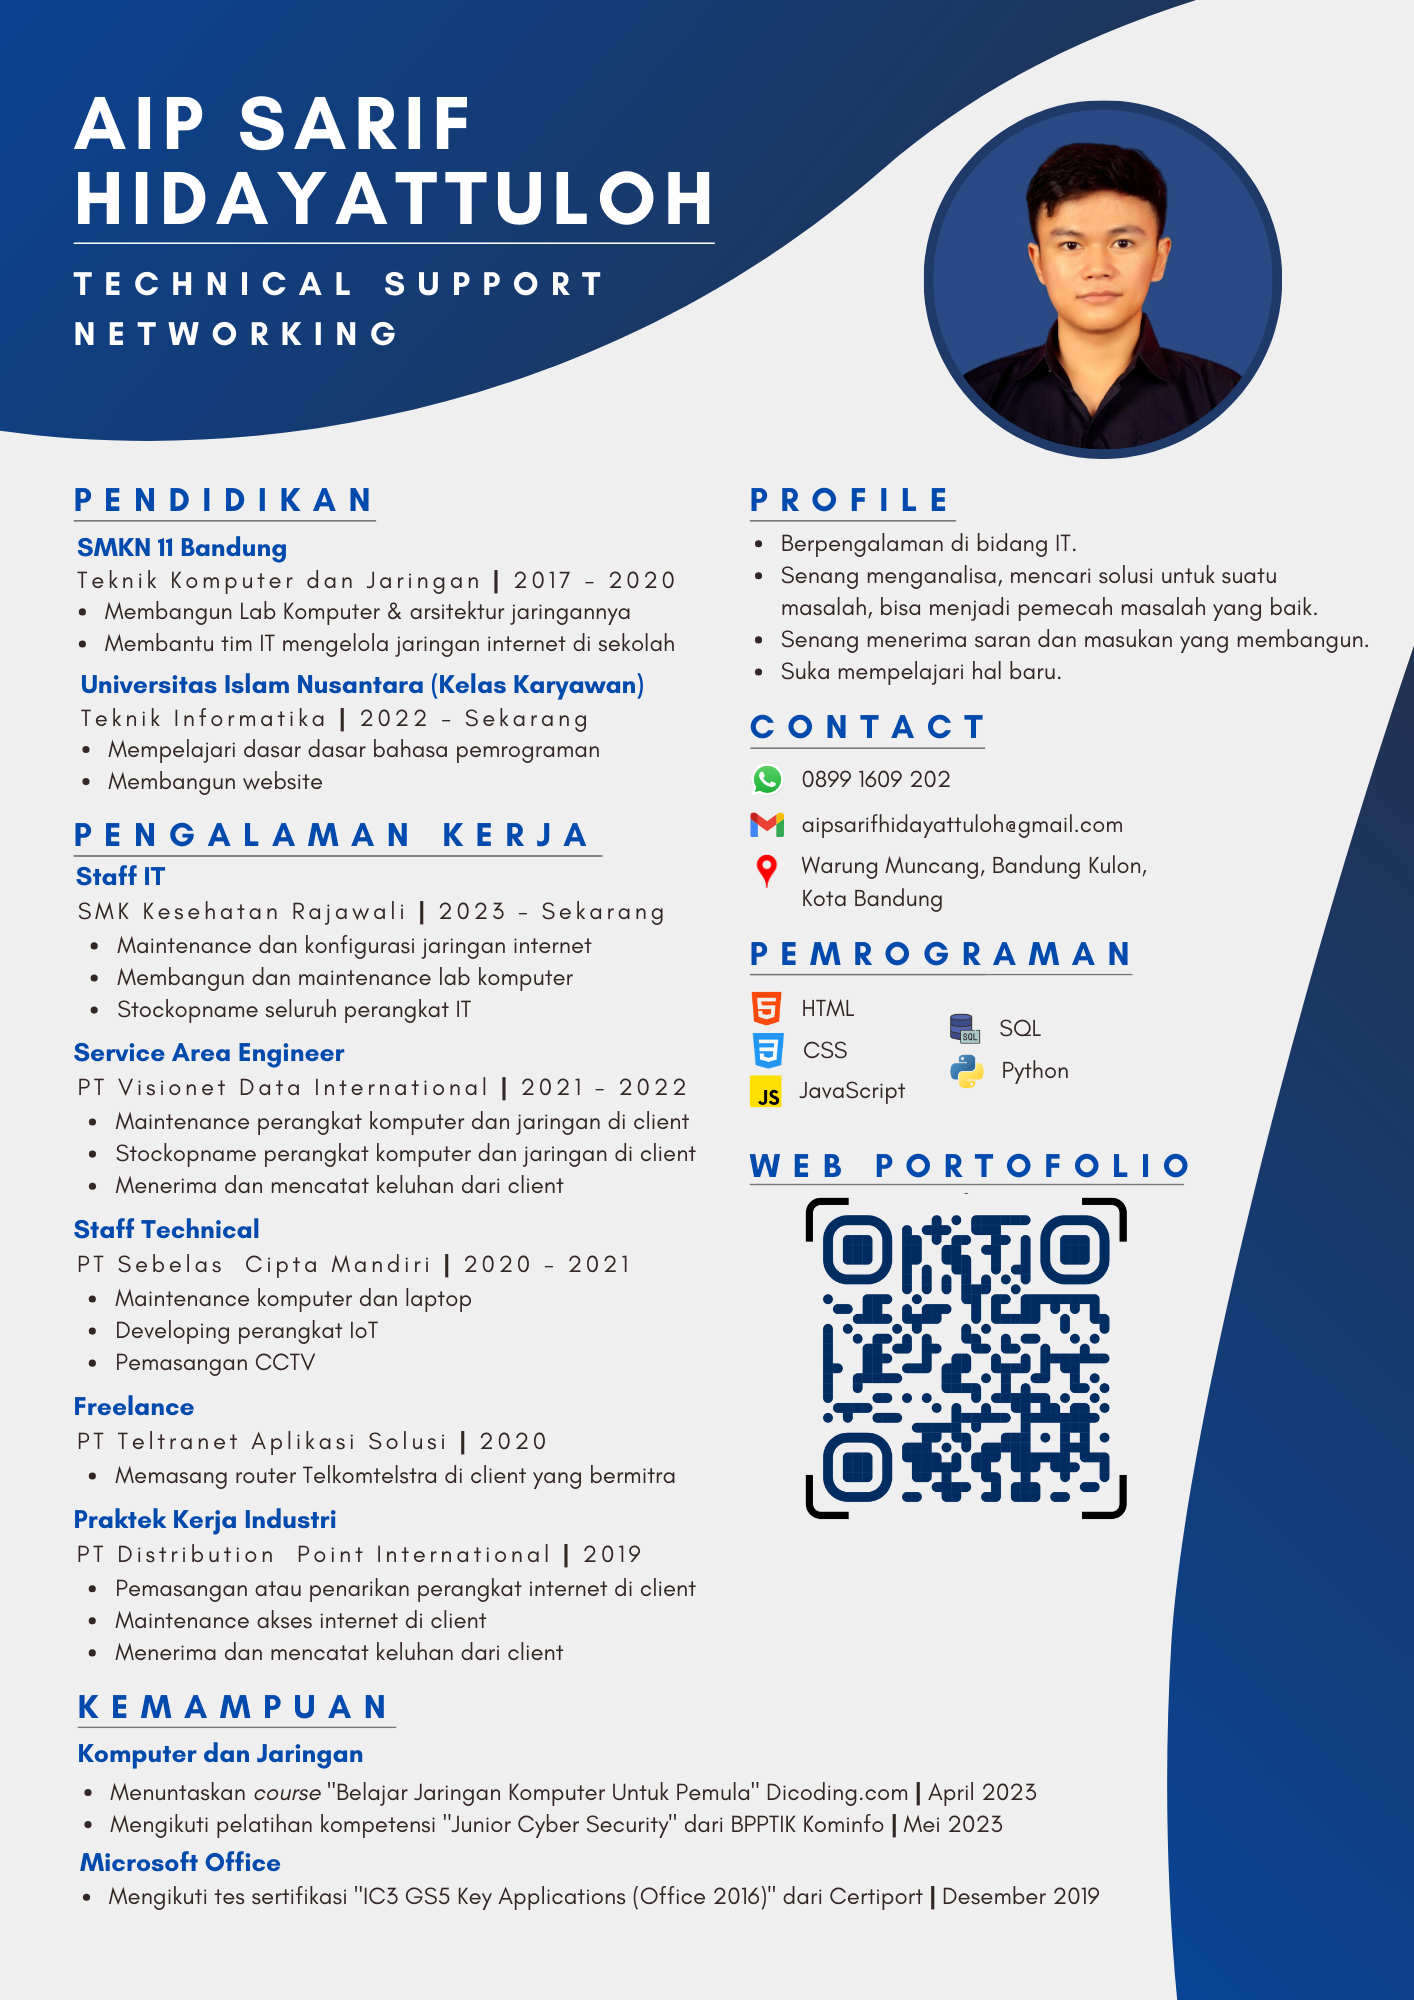 AIP SARIF
HIDAYATTULOH
TECHNICAL SUPPORT
NETWORKING
PENDIDIKAN
SMKN 11 Bandung
Teknik Komputer dan Jaringan | 2017 - 2020
• Membangun Lab Komputer & arsitektur jaringannya
• Membantu tim IT mengelola jaringan internet di sekolah
Universitas Islam Nusantara (Kelas Karyawan)
Teknik Informatika | 2022 - Sekarang
• Mempelajari dasar dasar bahasa pemrograman
• Membangun website
PENGALAMAN KERJA
Staff IT
SMK Kesehatan Rajawali | 2023 - Sekarang
• Maintenance dan konfigurasi jaringan internet
• Membangun dan maintenance lab komputer
• Stockopname seluruh perangkat IT
Service Area Engineer
PT Visionet Data International | 2021 - 2022
• Maintenance perangkat komputer dan jaringan di client
• Stockopname perangkat komputer dan jaringan di client
• Menerima dan mencatat keluhan dari client
Staff Technical
PT Sebelas Cipta Mandiri | 2020 - 2021
• Maintenance komputer dan laptop
• Developing perangkat IoT
• Pemasangan CCTV
Freelance
PT Teltranet Aplikasi Solusi | 2020
• Memasang router Telkomtelstra di client yang bermitra
Praktek Kerja Industri
PT Distribution Point International | 2019
• Pemasangan atau penarikan perangkat internet di client
• Maintenance akses internet di client
• Menerima dan mencatat keluhan dari client
PROFILE
• Berpengalaman di bidang IT.
• Senang menganalisa, mencari solusi untuk suatu
masalah, bisa menjadi pemecah masalah yang baik.
• Senang menerima saran dan masukan yang membangun.
• Suka mempelajari hal baru.
CONTACT
0899 1609 202
aipsarifhidayattuloh@gmail.com
Warung Muncang, Bandung Kulon,
Kota Bandung
PEMROGRAMAN
HTML
CSS
JS JavaScript
SQL SQL
Python
WEB PORTOFOLIO
KEMAMPUAN
Komputer dan Jaringan
• Menuntaskan course "Belajar Jaringan Komputer Untuk Pemula" Dicoding.com | April 2023
• Mengikuti pelatihan kompetensi "Junior Cyber Security" dari BPPTIK Kominfo | Mei 2023
Microsoft Office
• Mengikuti tes sertifikasi "IC3 GS5 Key Applications (Office 2016)" dari Certiport | Desember 2019